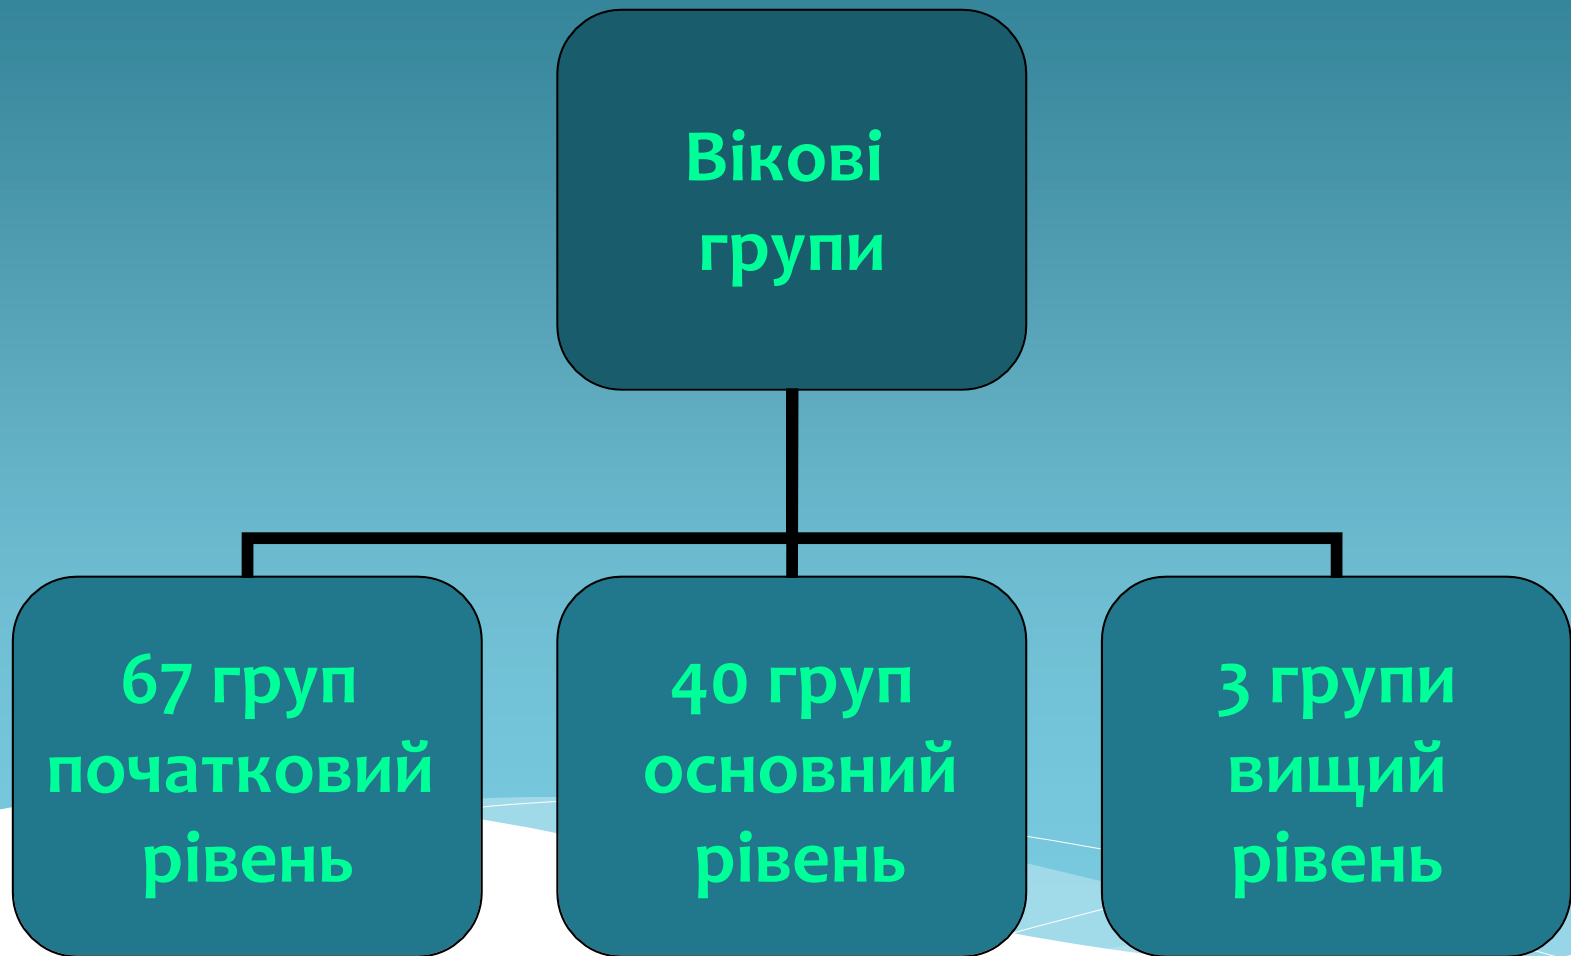 Вікові
групи
67 груп
початковий
рівень
40 груп
основний
рівень
3 групи
вищий
рівень